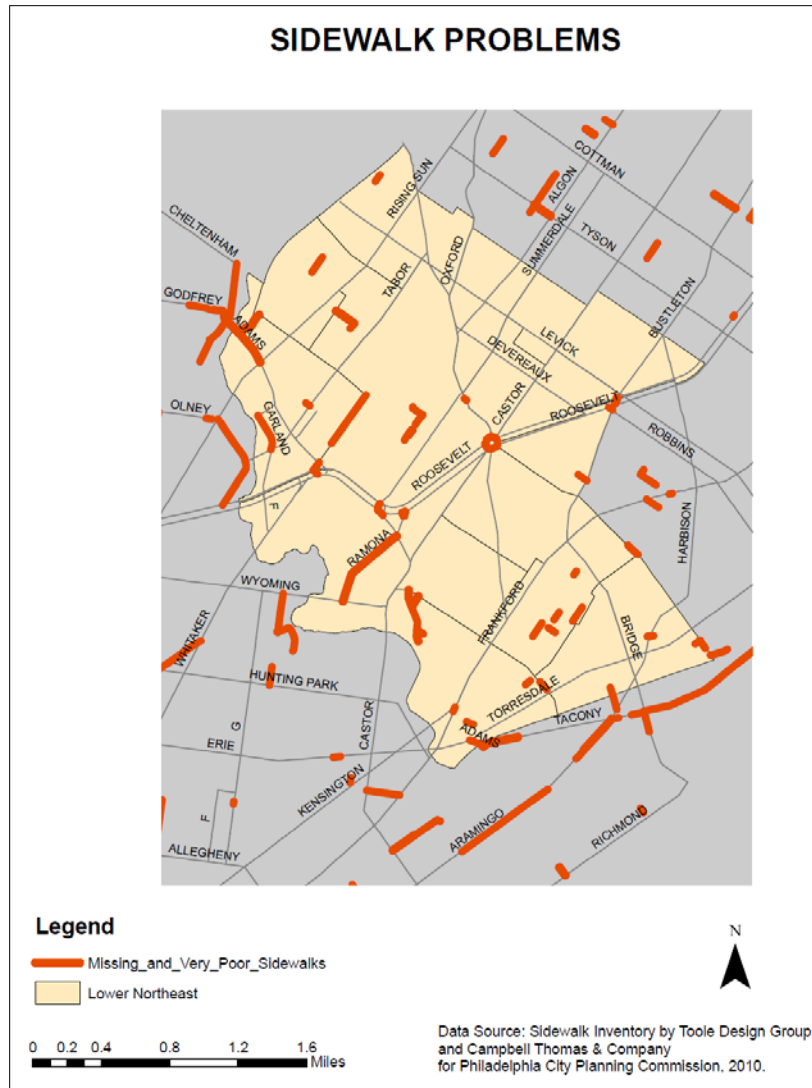 SIDEWALK PROBLEMS
COTTMAN
RISING SUN
ALGON
CHELTENHAM
SUMMERDALE
TYSON
OXFORD
TABOR
BUSTLETON
GODFREY
ADAMS
LEVICK
DEVEREAUX
CASTOR
ROOSEVELT
OLNEY
GARLAND
ROBBINS
ROOSEVELT
F
HARBISON
RAMONA
WYOMING
FRANKFORD
BRIDGE
WHITAKER
HUNTING PARK
TORRESDALE
G
CASTOR
TACONY
ERIE
ADAMS
KENSINGTON
F
ARAMINGO
RICHMOND
ALLEGHENY
Legend
Missing_and_Very_Poor_Sidewalks
Lower Northeast
N
0 0.2 0.4 0.8 1.2 1.6
Miles
Data Source: Sidewalk Inventory by Toole Design Group
and Campbell Thomas & Company
for Philadelphia City Planning Commission, 2010.